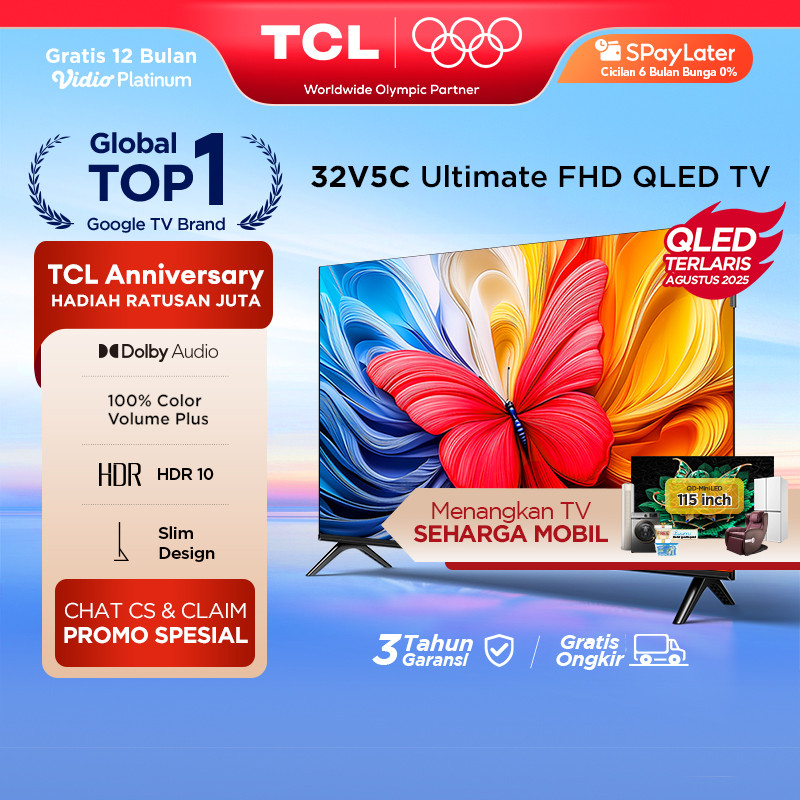 Gratis 12 Bulan
Vidio Platinum
TCL
Worldwide Olympic Partner
SPayLater
Cicilan 6 Bulan Bunga 0%
Global
TOP 1
Google TV Brand
32V5C Ultimate FHD QLED TV
QLED
TERLARIS
AGUSTUS 2025
TCL Anniversary
HADIAH RATUSAN JUTA
Dolby Audio
100% Color
Volume Plus
HDR HDR 10
Slim
Design
CHAT CS & CLAIM
PROMO SPESIAL
Menangkan TV
SEHARGA MOBIL
QD-Mini LED
115 inch
3 Tahun
Garansi
Gratis
Ongkir